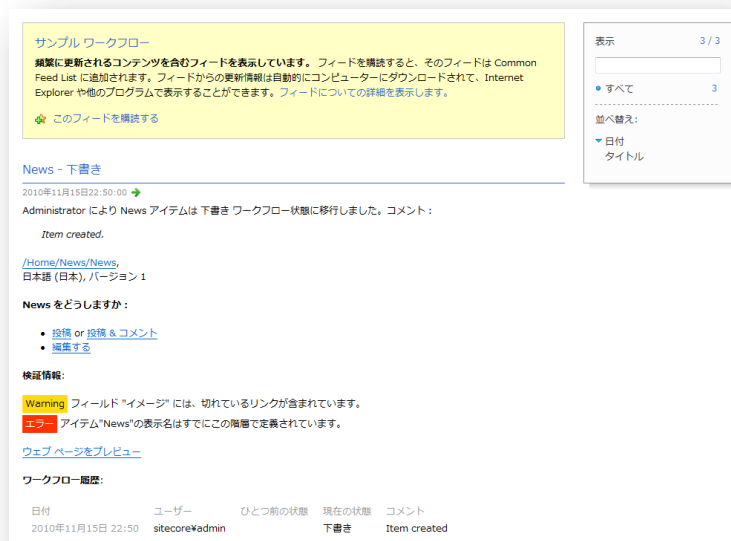 サンプル ワークフロー
頻繁に更新されるコンテンツを含むフィードを表示しています。 フィードを購読すると、そのフィードは Common
Feed List に追加されます。フィードからの更新情報は自動的にコンピューターにダウンロードされて、Internet
Explorer や他のプログラムで表示することができます。フィードについての詳細を表示します。
このフィードを購読する
表示 3 / 3
すべて 3
並べ替え:
日付
タイトル
News - 下書き
2010年11月15日22:50:00
Administrator により News アイテムは 下書き ワークフロー状態に移行しました。コメント :
Item created.
/Home/News/News,
日本語 (日本), バージョン 1
News をどうしますか :
投稿 or 投稿 & コメント
編集する
検証情報:
Warning フィールド "イメージ" には、切れているリンクが含まれています。
エラー アイテム"News"の表示名はすでにこの階層で定義されています。
ウェブ ページをプレビュー
ワークフロー履歴:
日付 ユーザー ひとつ前の状態 現在の状態 コメント
2010年11月15日 22:50 sitecore¥admin 下書き Item created